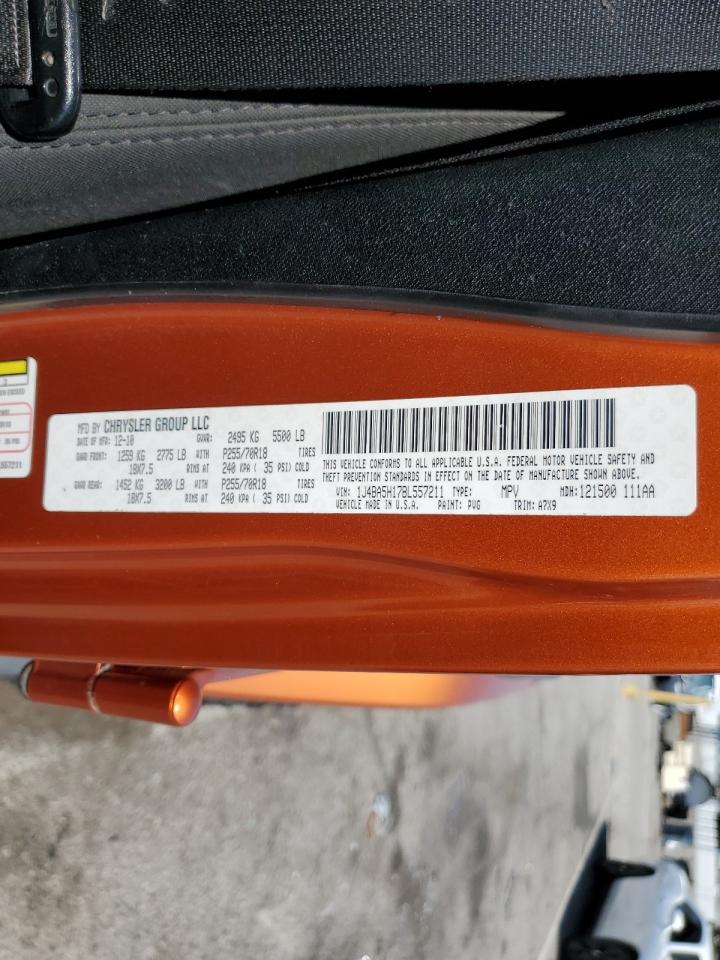 MFD BY CHRYSLER GROUP LLC
DATE OF MFR: 12-10 GVWR: 2495 KG 5500 LB
GAWR FRONT: 1259 KG 2775 LB WITH P255/70R18 TIRES
18X7.5 RIMS AT 240 KPA ( 35 PSI) COLD
GAWR REAR: 1452 KG 3200 LB WITH P255/70R18 TIRES
18X7.5 RIMS AT 240 KPA ( 35 PSI) COLD
THIS VEHICLE CONFORMS TO ALL APPLICABLE U.S.A. FEDERAL MOTOR VEHICLE SAFETY AND
THEFT PREVENTION STANDARDS IN EFFECT ON THE DATE OF MANUFACTURE SHOWN ABOVE.
VIN: 1J4BA5H17BL557211 TYPE: MPV MDH: 121500 111AA
VEHICLE MADE IN U.S.A. PAINT: PVG TRIM: A7X9
557211